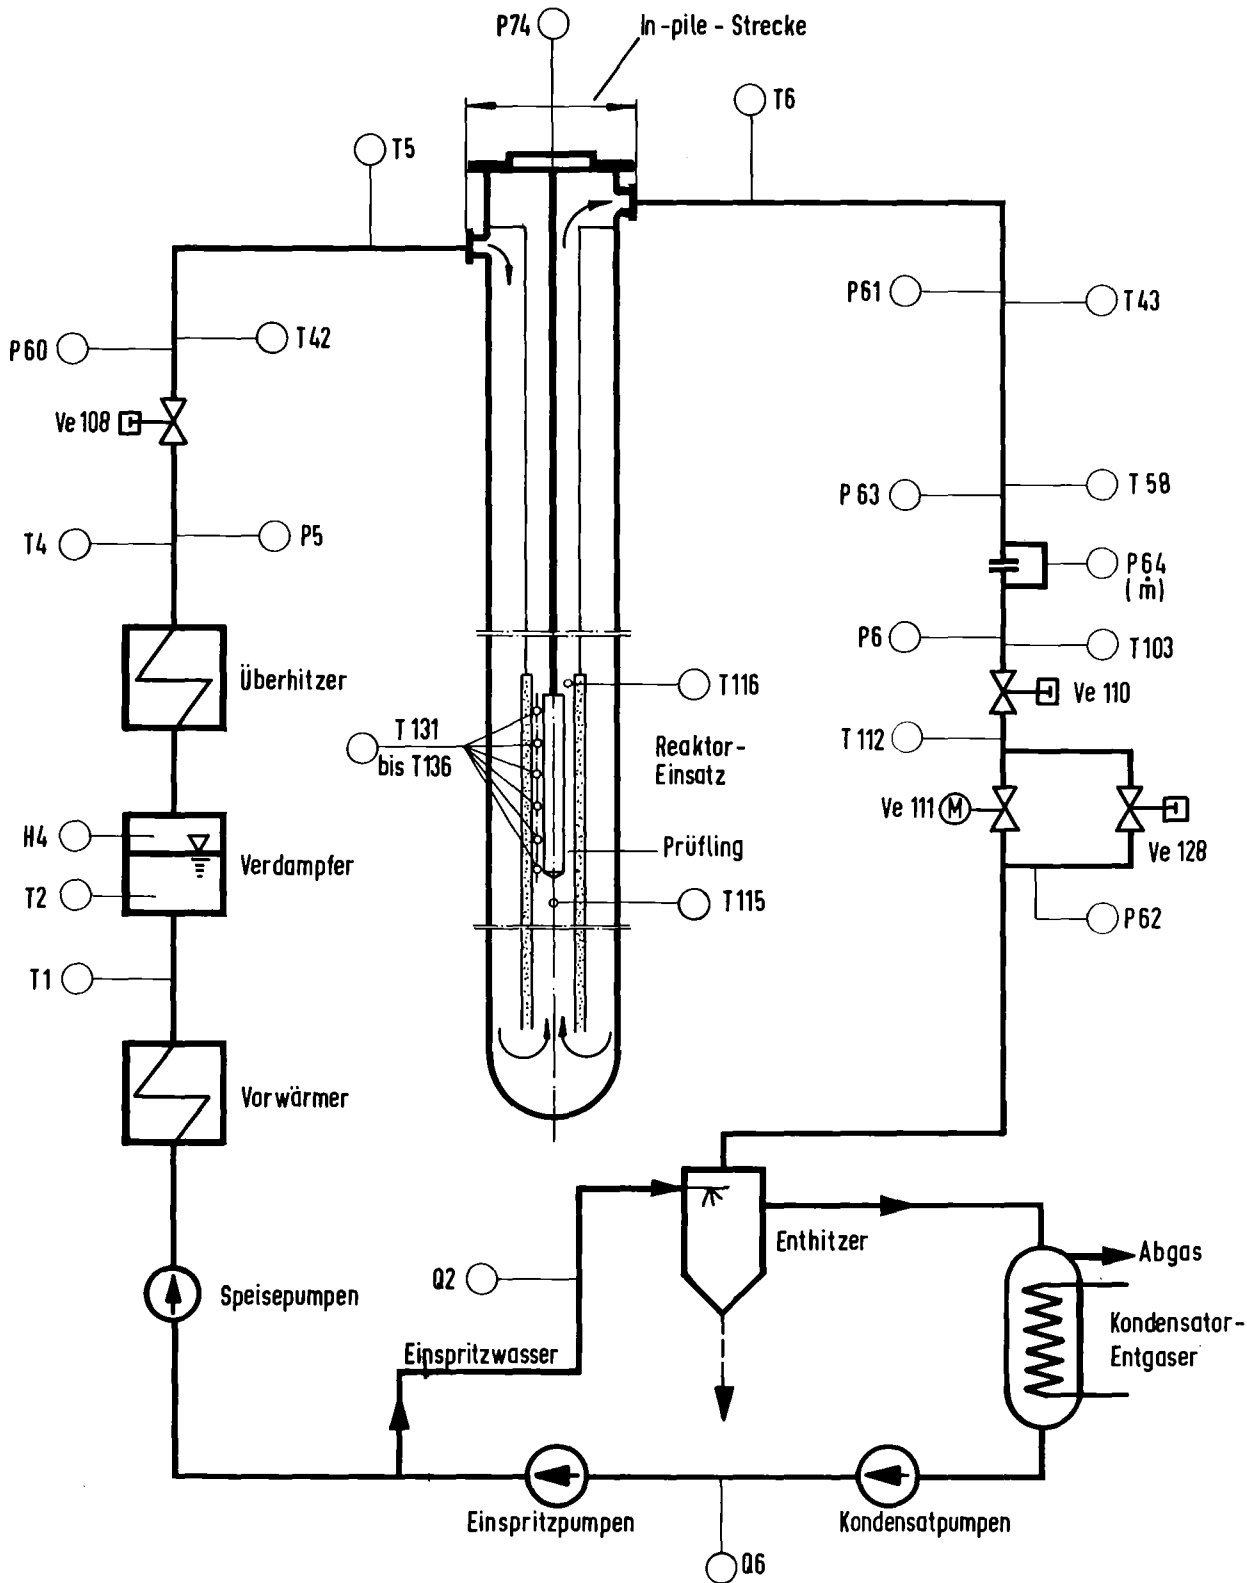 P74
In-pile-Strecke
T6
T5
P61
T43
P60
T42
Ve 108
P63
T58
T4
P5
P64
(ṁ)
P6
T103
Überhitzer
T116
Ve 110
T 131
bis T136
Reaktor-
Einsatz
T 112
H4
Verdampfer
Ve 111
M
Prüfling
Ve 128
T2
T115
P62
T1
Vorwärmer
Enthitzer
Abgas
Q2
Speisepumpen
Kondensator-
Entgaser
Einspritzwasser
Einspritzpumpen
Kondensatpumpen
Q6